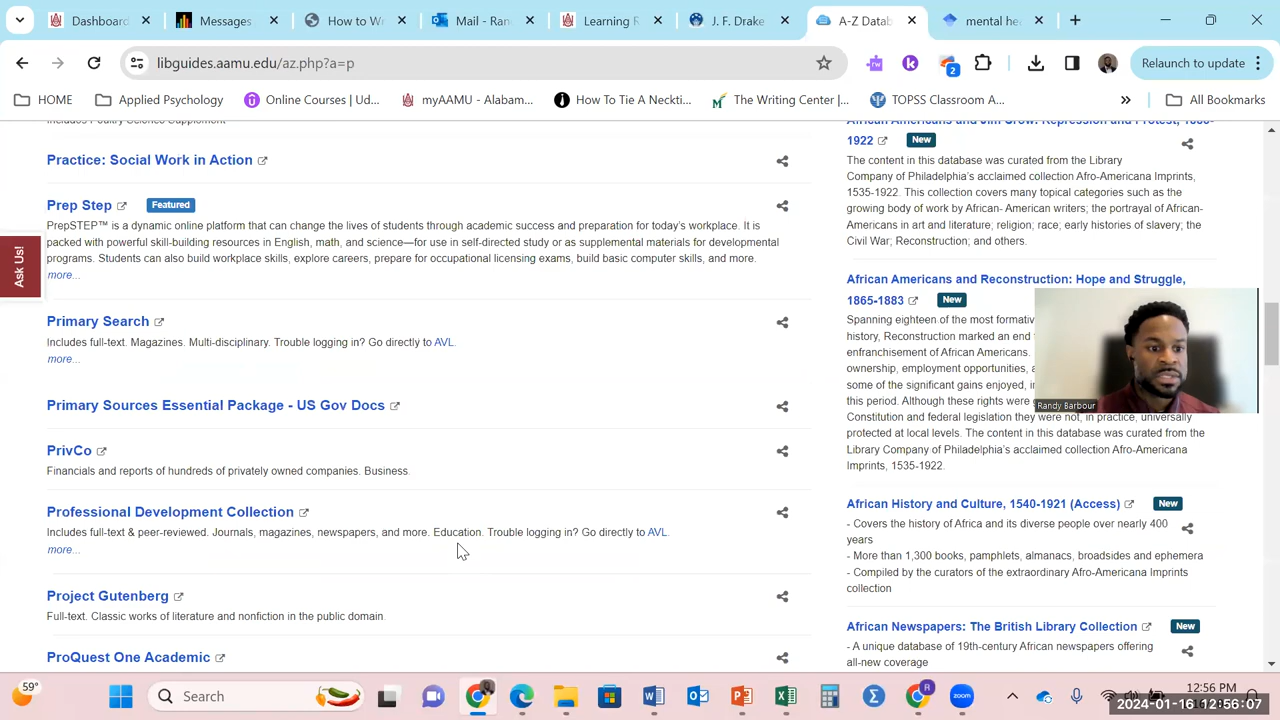 Dashboard
Messages
How to Wr
Mail - Ran
Learning R
J. F. Drake
A-Z Datab
mental hea
libguides.aamu.edu/az.php?a=p
2
Relaunch to update
HOME
Applied Psychology
Online Courses | Ud...
myAAMU - Alabam...
How To Tie A Neckti...
The Writing Center |...
TOPSS Classroom A...
All Bookmarks
Includes Poultry Science Supplement
Practice: Social Work in Action
Prep Step Featured
PrepSTEP™ is a dynamic online platform that can change the lives of students through academic success and preparation for today's workplace. It is
packed with powerful skill-building resources in English, math, and science—for use in self-directed study or as supplemental materials for developmental
programs. Students can also build workplace skills, explore careers, prepare for occupational licensing exams, build basic computer skills, and more.
more...
Primary Search
Includes full-text. Magazines. Multi-disciplinary. Trouble logging in? Go directly to AVL.
more...
Primary Sources Essential Package - US Gov Docs
PrivCo
Financials and reports of hundreds of privately owned companies. Business.
Professional Development Collection
Includes full-text & peer-reviewed. Journals, magazines, newspapers, and more. Education. Trouble logging in? Go directly to AVL.
more...
Project Gutenberg
Full-text. Classic works of literature and nonfiction in the public domain.
ProQuest One Academic
Ask Us!
African Americans and Jim Crow: Repression and Protest, 1883-
1922 New
The content in this database was curated from the Library
Company of Philadelphia's acclaimed collection Afro-Americana Imprints,
1535-1922. This collection covers many topical categories such as the
growing body of work by African- American writers; the portrayal of African-
Americans in art and literature; religion; race; early histories of slavery; the
Civil War; Reconstruction; and others.
African Americans and Reconstruction: Hope and Struggle,
1865-1883 New
Spanning eighteen of the most formativ
history, Reconstruction marked an end
enfranchisement of African Americans.
ownership, employment opportunities, a
some of the significant gains enjoyed, i
this period. Although these rights were
Constitution and federal legislation they were not, in practice, universally
protected at local levels. The content in this database was curated from the
Library Company of Philadelphia's acclaimed collection Afro-Americana
Imprints, 1535-1922.
Randy Barbour
African History and Culture, 1540-1921 (Access) New
- Covers the history of Africa and its diverse people over nearly 400
years
- More than 1,300 books, pamphlets, almanacs, broadsides and ephemera
- Compiled by the curators of the extraordinary Afro-Americana Imprints
collection
African Newspapers: The British Library Collection New
- A unique database of 19th-century African newspapers offering
all-new coverage
59°
Search
zoom
12:56 PM
2024-01-16 12:56:07